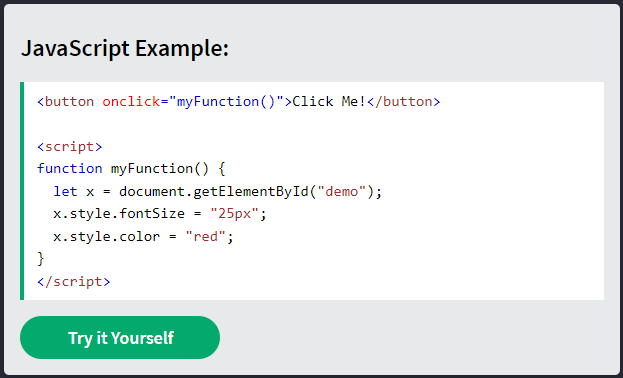 JavaScript Example:
<button onclick="myFunction()">Click Me!</button>
<script>
function myFunction() {
  let x = document.getElementById("demo");
  x.style.fontSize = "25px";
  x.style.color = "red";
}
</script>
Try it Yourself